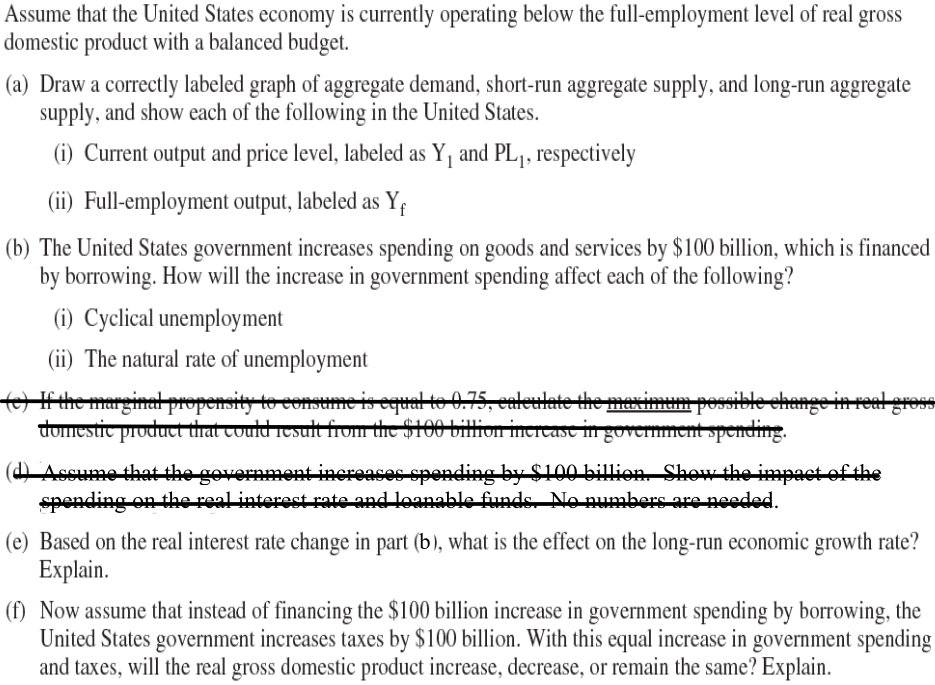 Assume that the United States economy is currently operating below the full-employment level of real gross
domestic product with a balanced budget.
(a) Draw a correctly labeled graph of aggregate demand, short-run aggregate supply, and long-run aggregate
supply, and show each of the following in the United States.
(i) Current output and price level, labeled as Y₁ and PL₁, respectively
(ii) Full-employment output, labeled as Y_f
(b) The United States government increases spending on goods and services by $100 billion, which is financed
by borrowing. How will the increase in government spending affect each of the following?
(i) Cyclical unemployment
(ii) The natural rate of unemployment
(c) If the marginal propensity to consume is equal to 0.75, calculate the maximum possible change in real gross
domestic product that could result from the $100 billion increase in government spending.
(d) Assume that the government increases spending by $100 billion. Show the impact of the
spending on the real interest rate and loanable funds. No numbers are needed.
(e) Based on the real interest rate change in part (b), what is the effect on the long-run economic growth rate?
Explain.
(f) Now assume that instead of financing the $100 billion increase in government spending by borrowing, the
United States government increases taxes by $100 billion. With this equal increase in government spending
and taxes, will the real gross domestic product increase, decrease, or remain the same? Explain.